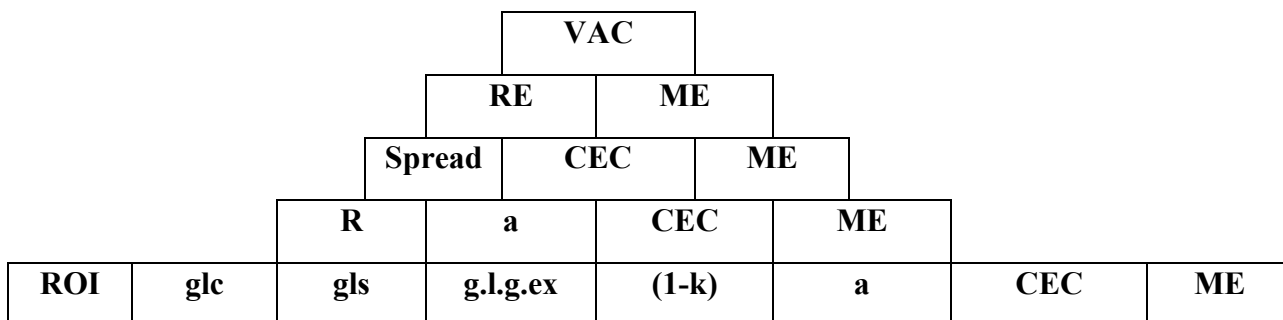 VAC
RE ME
Spread CEC ME
R a CEC ME
ROI glc gls g.l.g.ex (1-k) a CEC ME